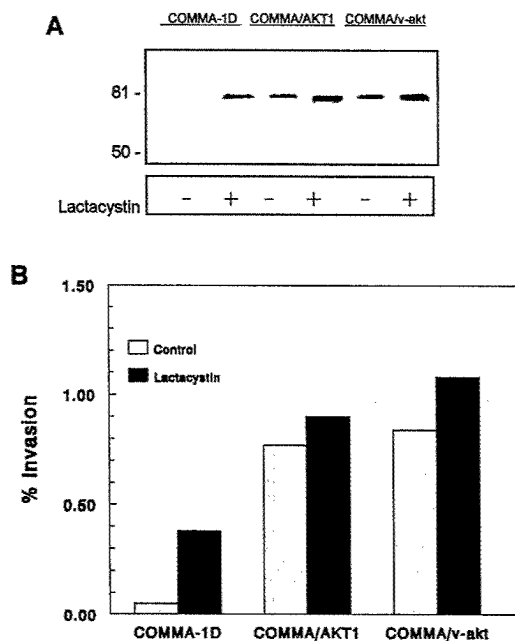 A
COMMA-1D COMMA/AKT1 COMMA/v-akt
81 -
50 -
Lactacystin - + - + - +
B
1.50
Control
Lactacystin
1.00
% Invasion
0.50
0.00
COMMA-1D COMMA/AKT1 COMMA/v-akt